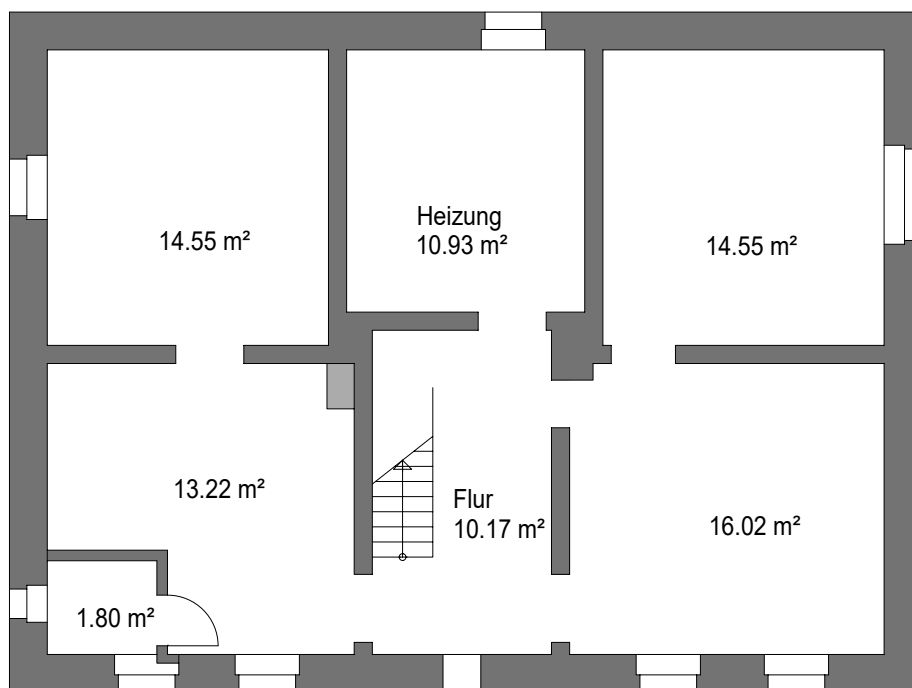 14.55 m²
Heizung
10.93 m²
14.55 m²
13.22 m²
Flur
10.17 m²
16.02 m²
1.80 m²